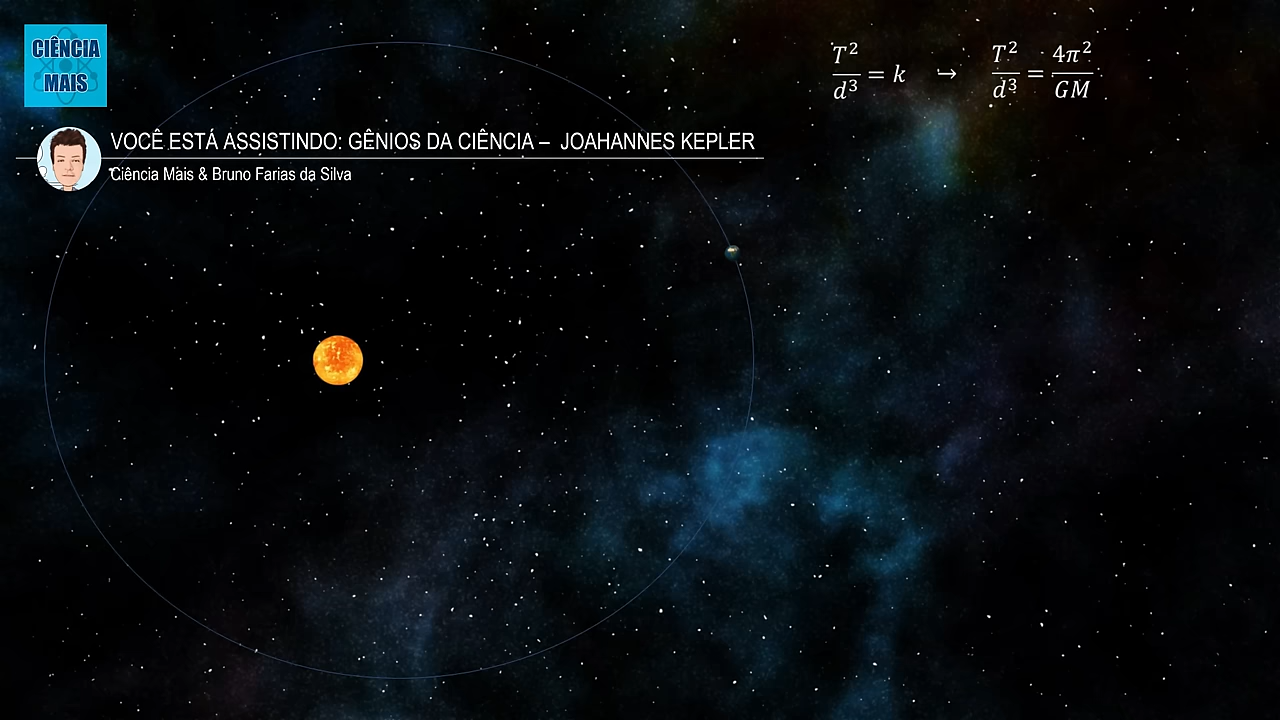 CIÊNCIA
MAIS
T² / d³ = k ↪ T² / d³ = 4π² / GM
VOCÊ ESTÁ ASSISTINDO: GÊNIOS DA CIÊNCIA – JOAHANNES KEPLER
Ciência Mais & Bruno Farias da Silva